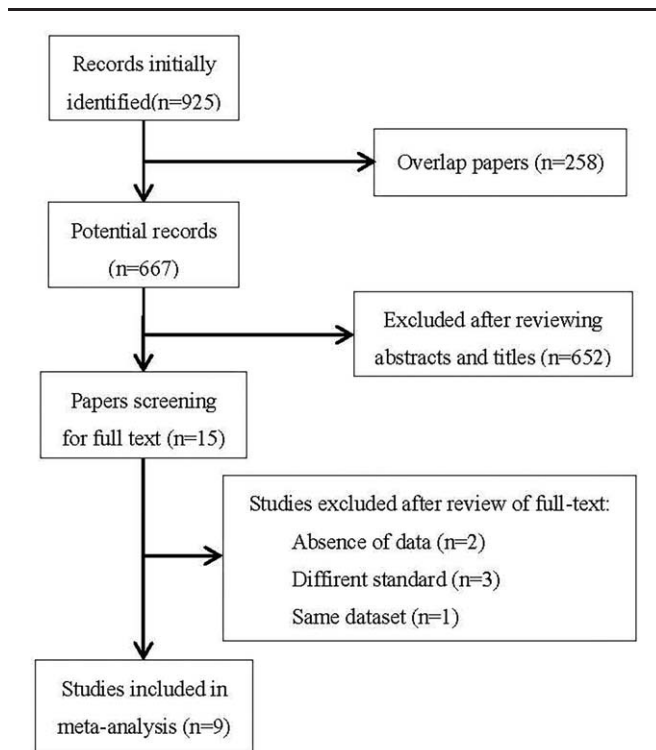 Records initially
identified(n=925)
Overlap papers (n=258)
Potential records
(n=667)
Excluded after reviewing
abstracts and titles (n=652)
Papers screening
for full text (n=15)
Studies excluded after review of full-text:
Absence of data (n=2)
Diffirent standard (n=3)
Same dataset (n=1)
Studies included in
meta-analysis (n=9)